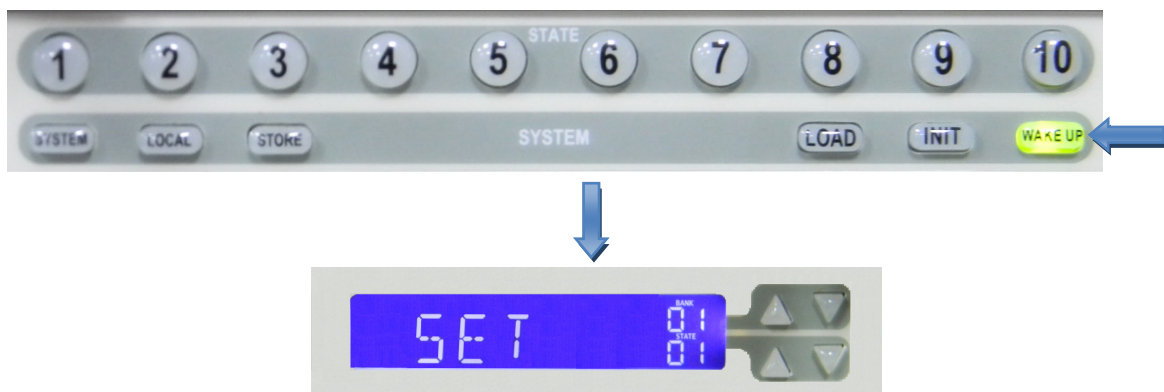 STATE
1 2 3 4 5 6 7 8 9 10
SYSTEM LOCAL STORE SYSTEM LOAD INIT WAKE UP
BANK
SET 01
STATE
01